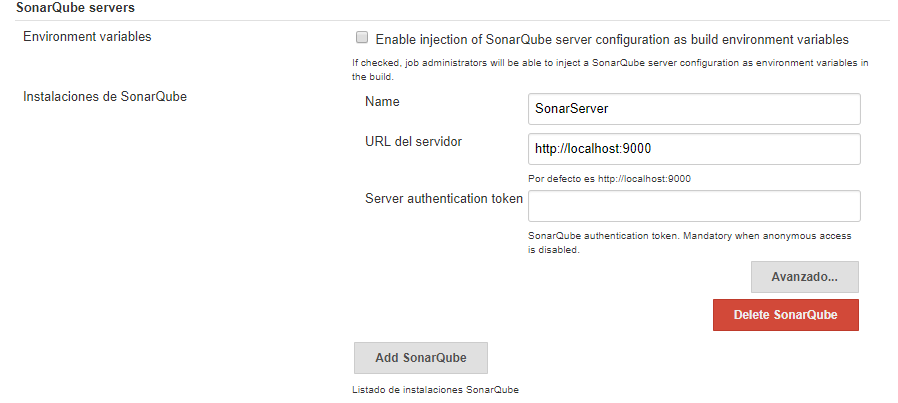 SonarQube servers
Environment variables
Enable injection of SonarQube server configuration as build environment variables
If checked, job administrators will be able to inject a SonarQube server configuration as environment variables in
the build.
Instalaciones de SonarQube
Name
SonarServer
URL del servidor
http://localhost:9000
Por defecto es http://localhost:9000
Server authentication token
SonarQube authentication token. Mandatory when anonymous access
is disabled.
Avanzado...
Delete SonarQube
Add SonarQube
Listado de instalaciones SonarQube